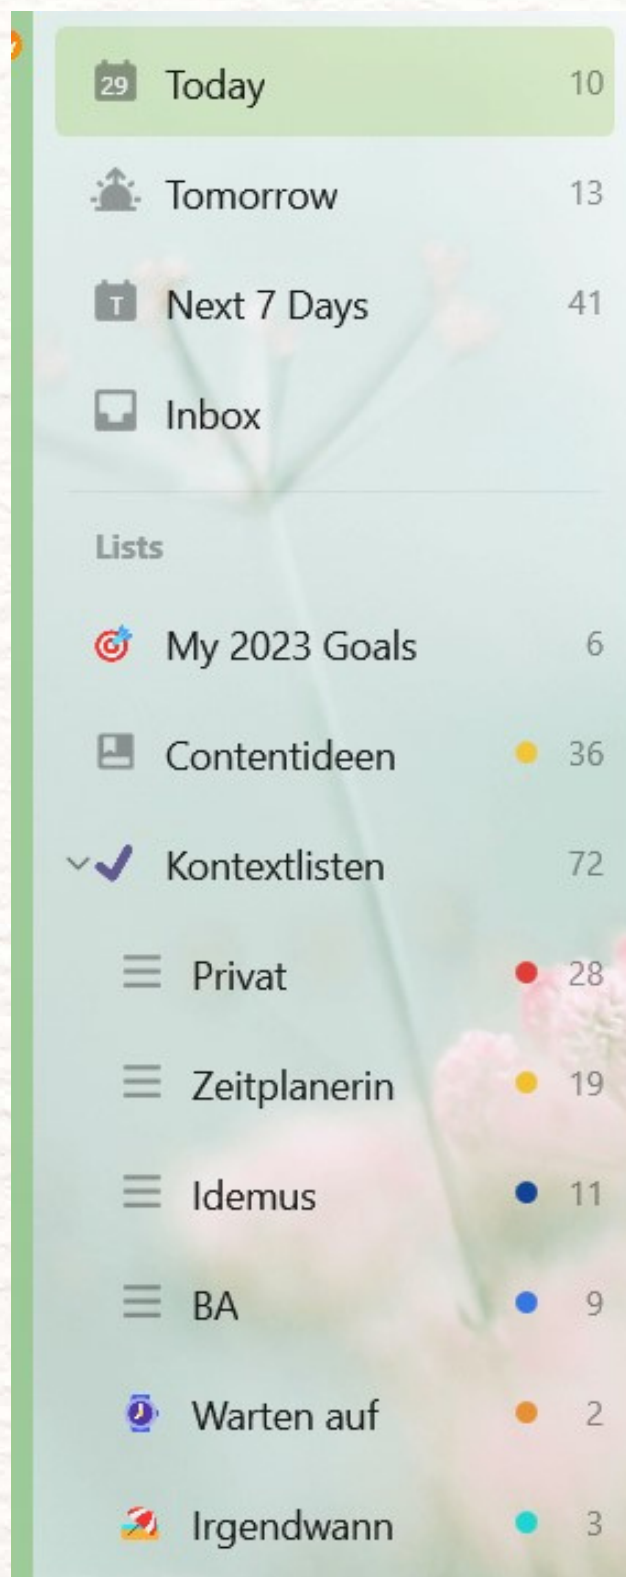 29 Today 10
Tomorrow 13
T Next 7 Days 41
Inbox
Lists
My 2023 Goals 6
Contentideen 36
Kontextlisten 72
Privat 28
Zeitplanerin 19
Idemus 11
BA 9
Warten auf 2
Irgendwann 3